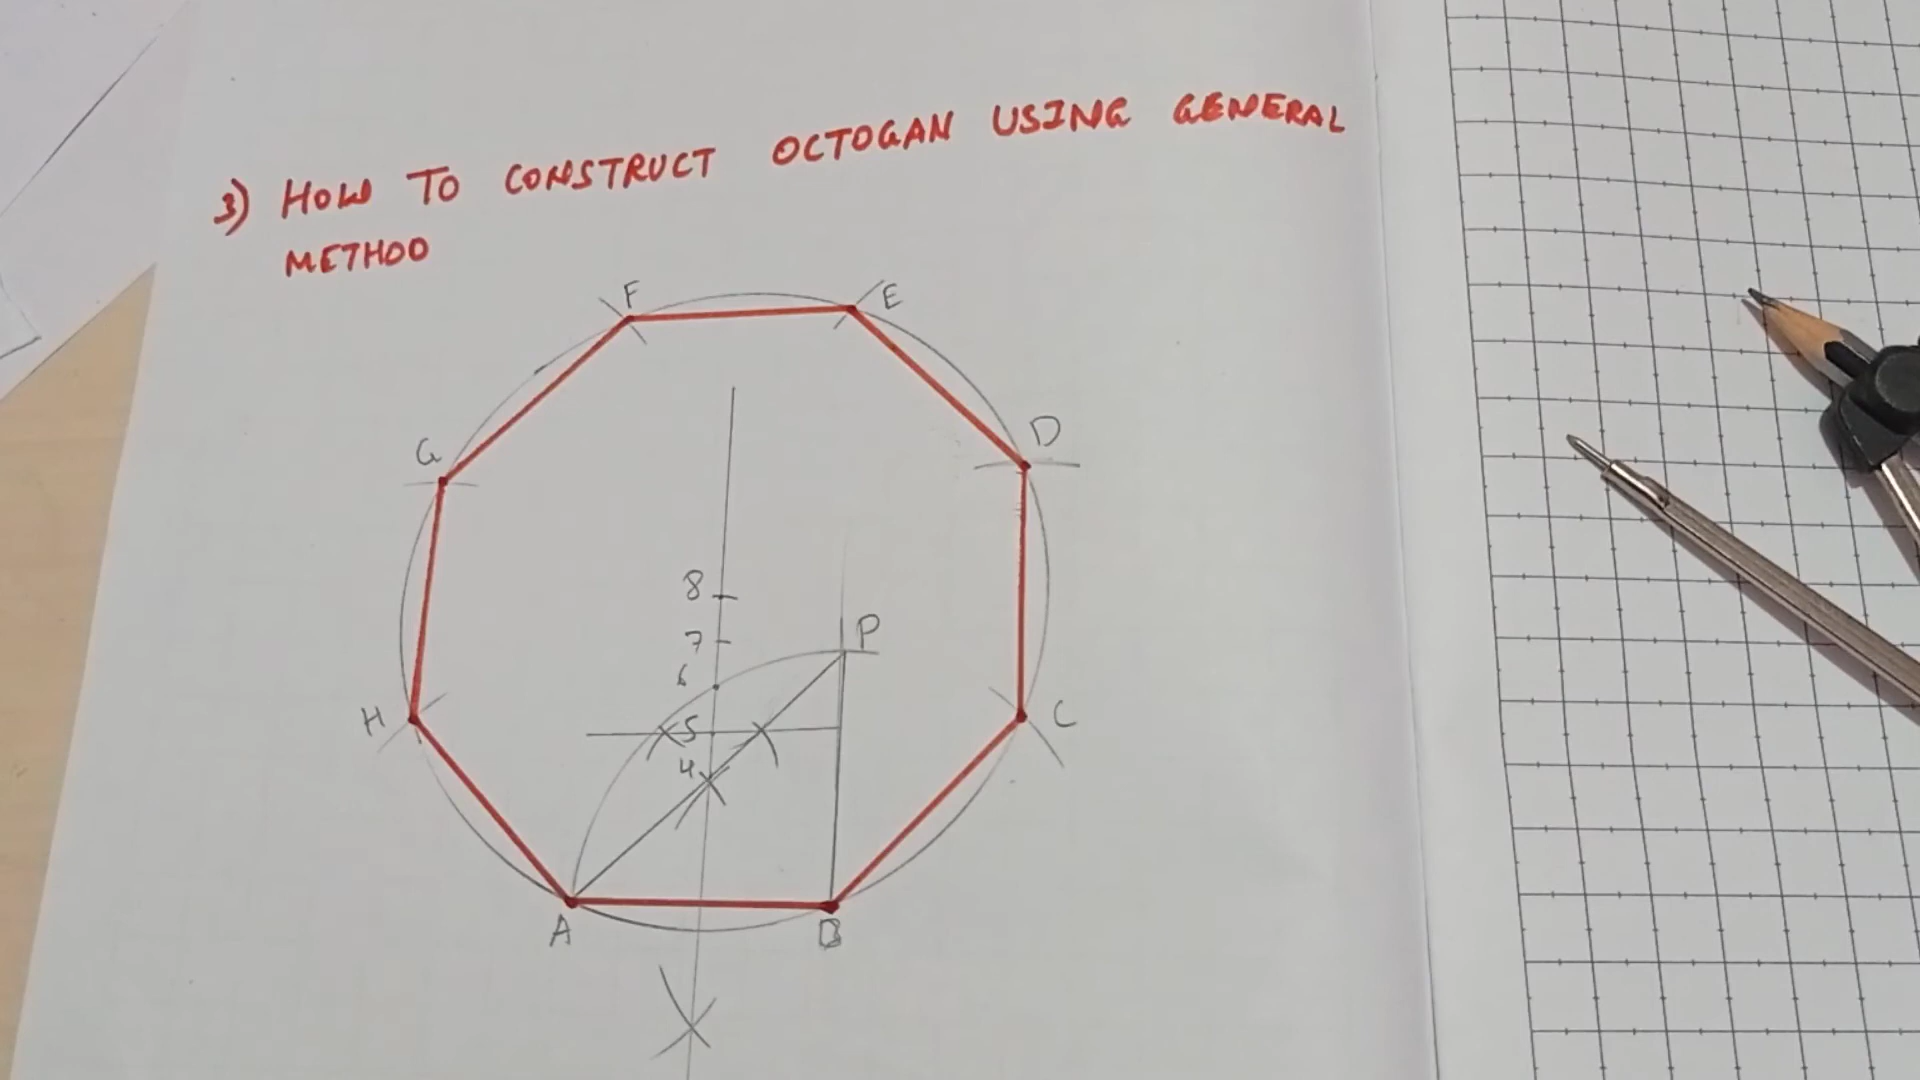 3) HOW TO CONSTRUCT OCTOGAN USING GENERAL
METHOD
F E
G D
8
7 P
6
H 5 C
4
A B